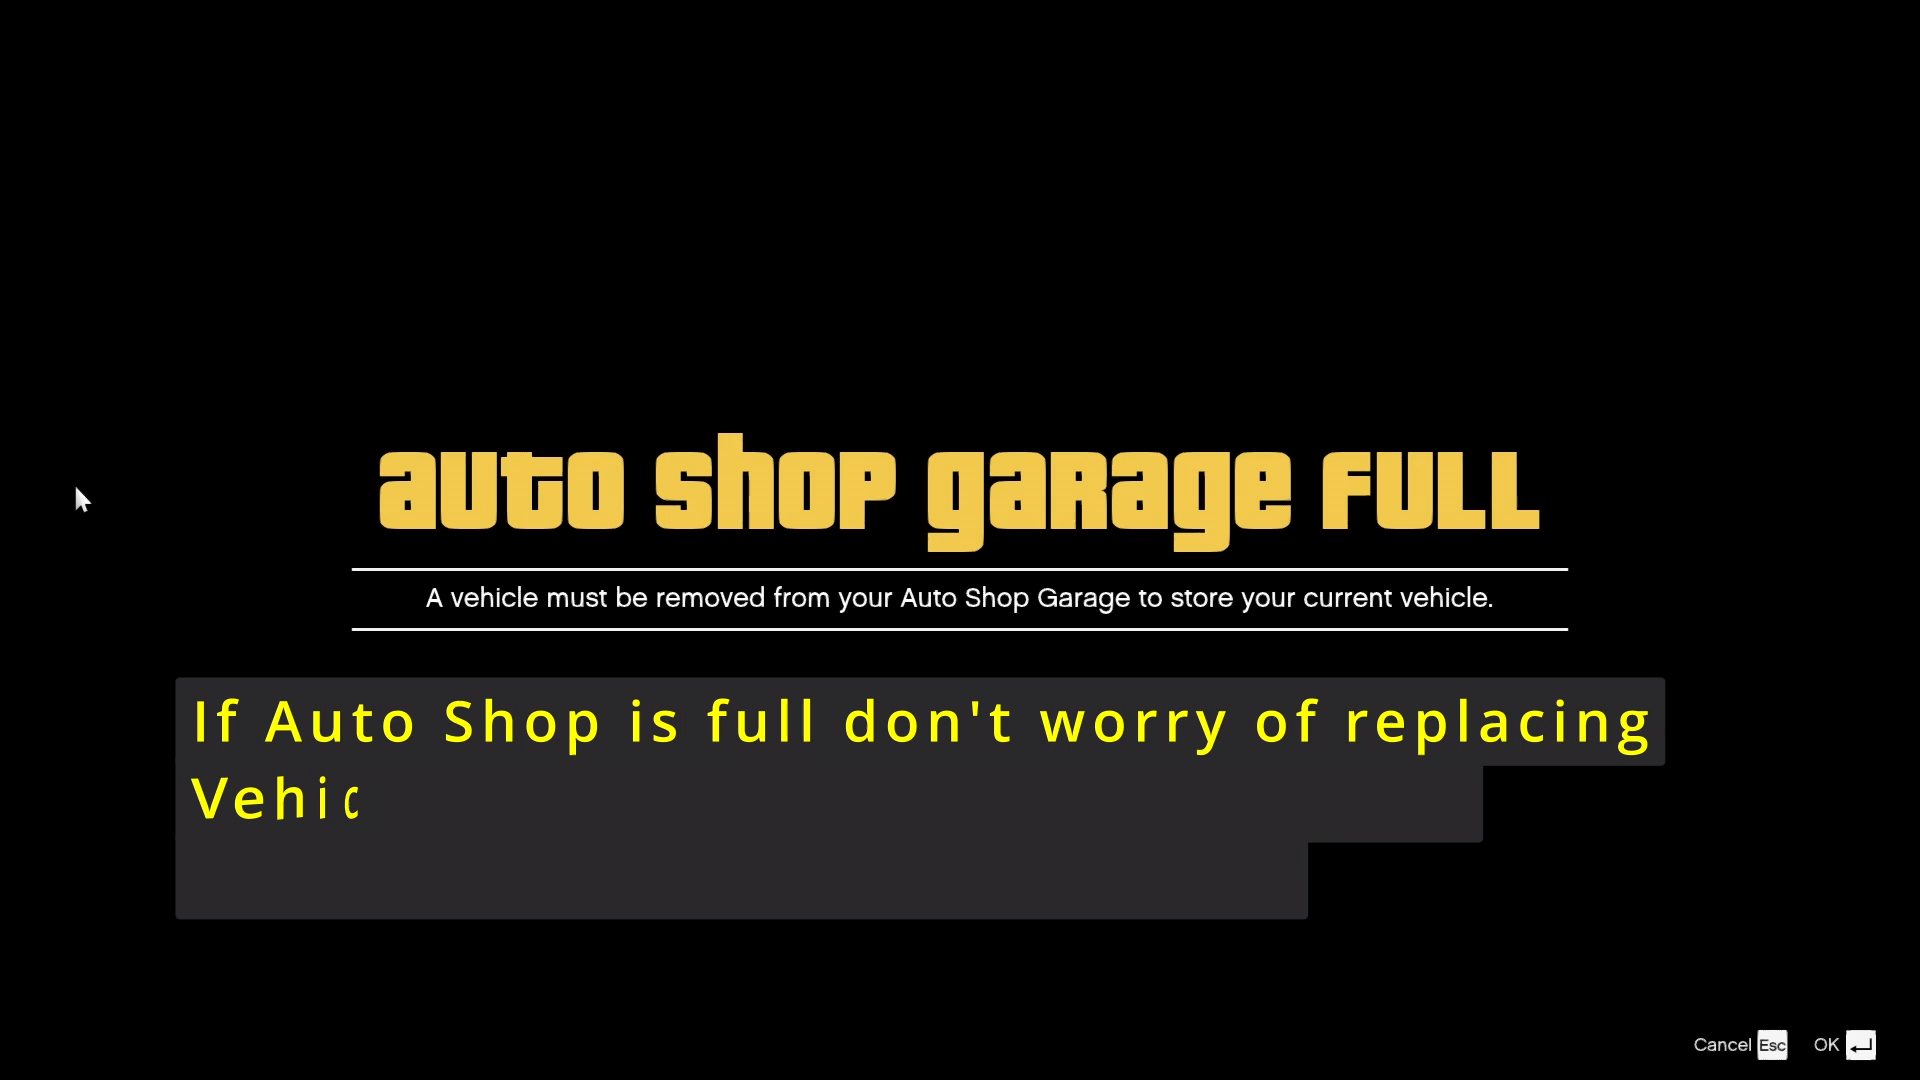 auto shop garage FULL
A vehicle must be removed from your Auto Shop Garage to store your current vehicle.
If Auto Shop is full don't worry of replacing
Vehic
Cancel Esc OK